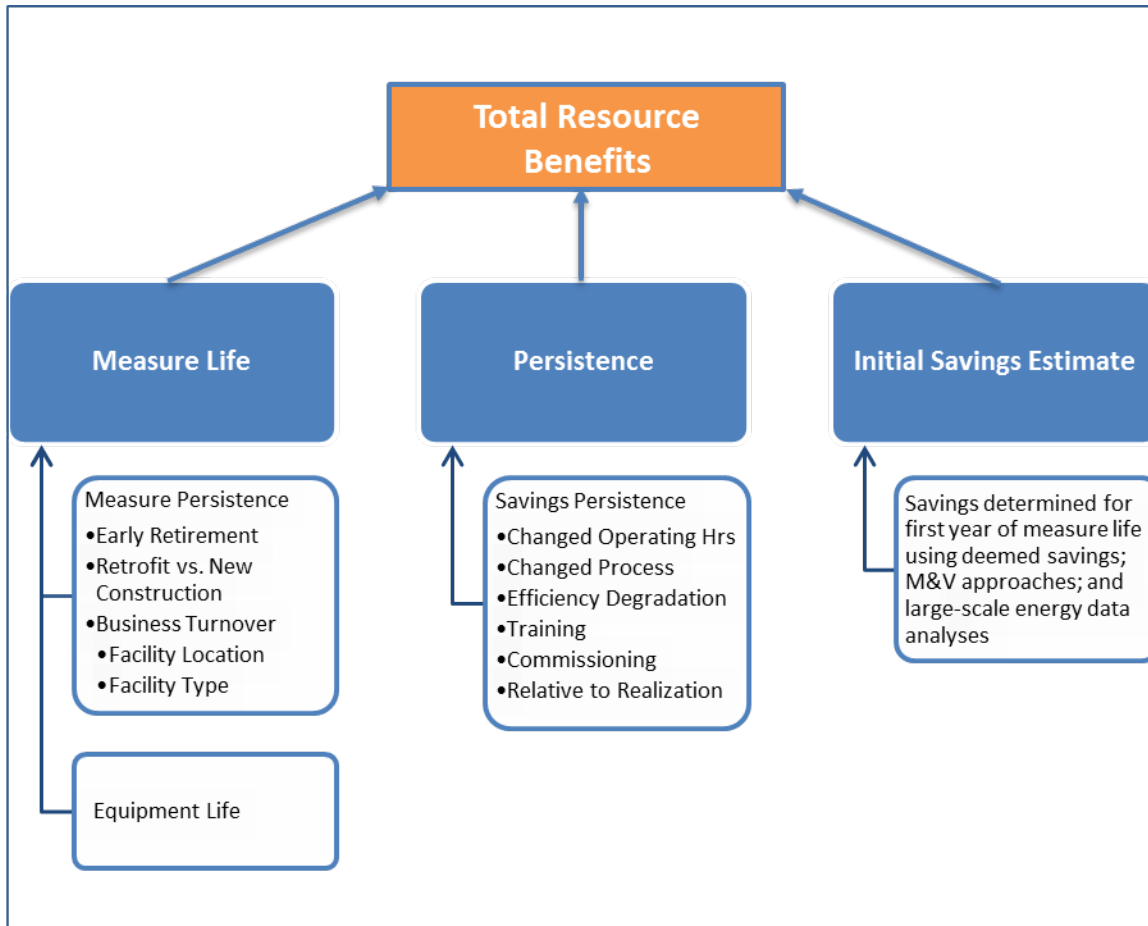 Total Resource
Benefits
Measure Life
Persistence
Initial Savings Estimate
Measure Persistence
•Early Retirement
•Retrofit vs. New
Construction
•Business Turnover
•Facility Location
•Facility Type
Equipment Life
Savings Persistence
•Changed Operating Hrs
•Changed Process
•Efficiency Degradation
•Training
•Commissioning
•Relative to Realization
Savings determined for
first year of measure life
using deemed savings;
M&V approaches; and
large-scale energy data
analyses